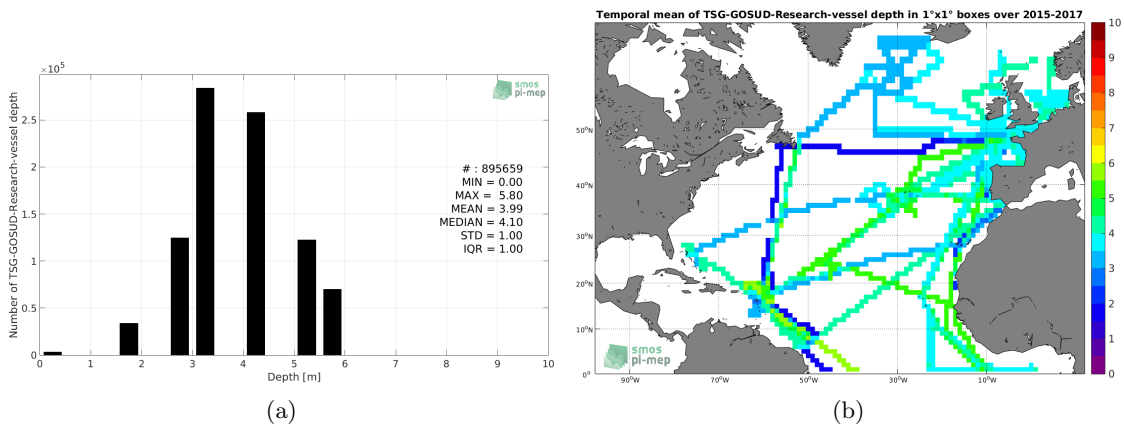 ×10⁵
2.5
2
1.5
1
0.5
0
0 1 2 3 4 5 6 7 8 9 10
Number of TSG-GOSUD-Research-vessel depth
Depth [m]
smos
pi-mep
# : 895659
MIN = 0.00
MAX = 5.80
MEAN = 3.99
MEDIAN = 4.10
STD = 1.00
IQR = 1.00
(a)
Temporal mean of TSG-GOSUD-Research-vessel depth in 1°x1° boxes over 2015-2017
50°N
40°N
30°N
20°N
10°N
0°
90°W 70°W 50°W 30°W 10°W
smos
pi-mep
10
9
8
7
6
5
4
3
2
1
0
(b)